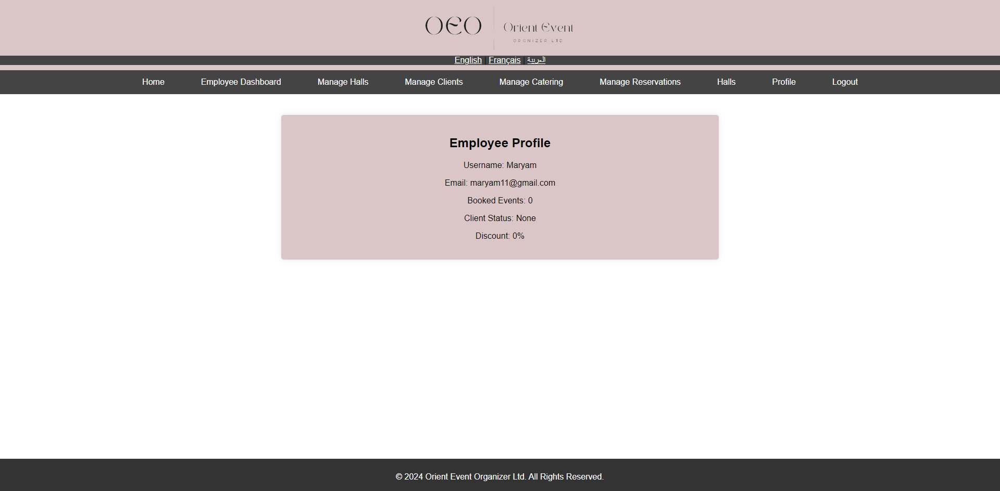 OEO
Orient Event
ORGNIZER LTD
English | Français | العربية
Home Employee Dashboard Manage Halls Manage Clients Manage Catering Manage Reservations Halls Profile Logout
Employee Profile
Username: Maryam
Email: maryam11@gmail.com
Booked Events: 0
Client Status: None
Discount: 0%
© 2024 Orient Event Organizer Ltd. All Rights Reserved.